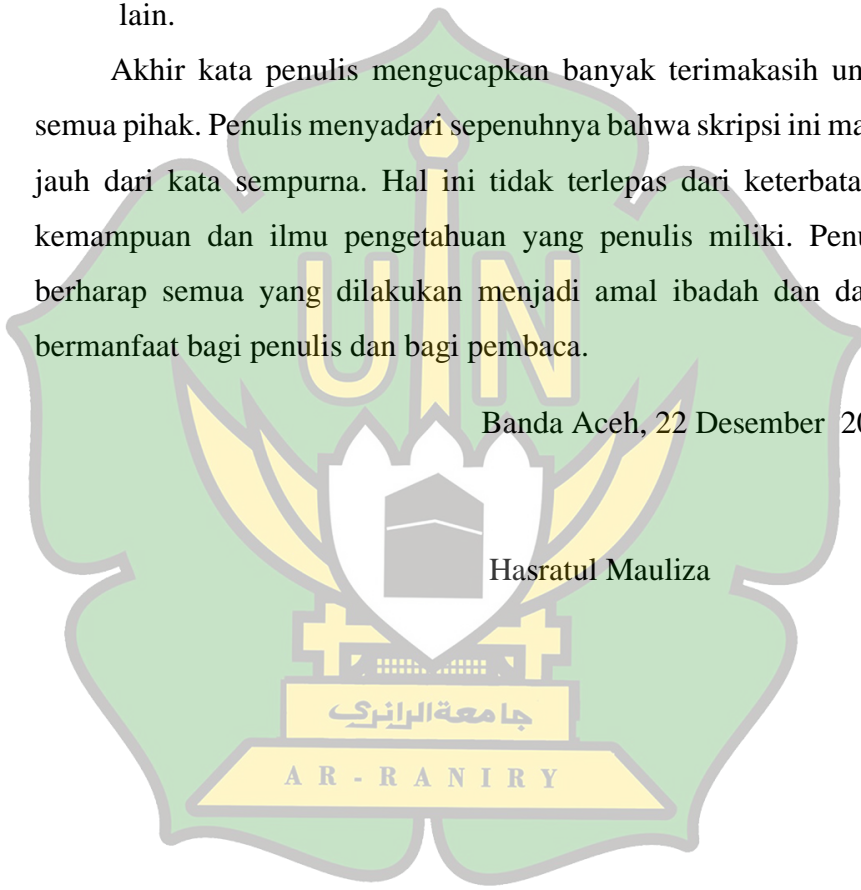 lain.
Akhir kata penulis mengucapkan banyak terimakasih un
semua pihak. Penulis menyadari sepenuhnya bahwa skripsi ini ma
jauh dari kata sempurna. Hal ini tidak terlepas dari keterbata
kemampuan dan ilmu pengetahuan yang penulis miliki. Penu
berharap semua yang dilakukan menjadi amal ibadah dan da
bermanfaat bagi penulis dan bagi pembaca.
UIN
Banda Aceh, 22 Desember 20
Hasratul Mauliza
جامعةالرانري
AR-RANIRY